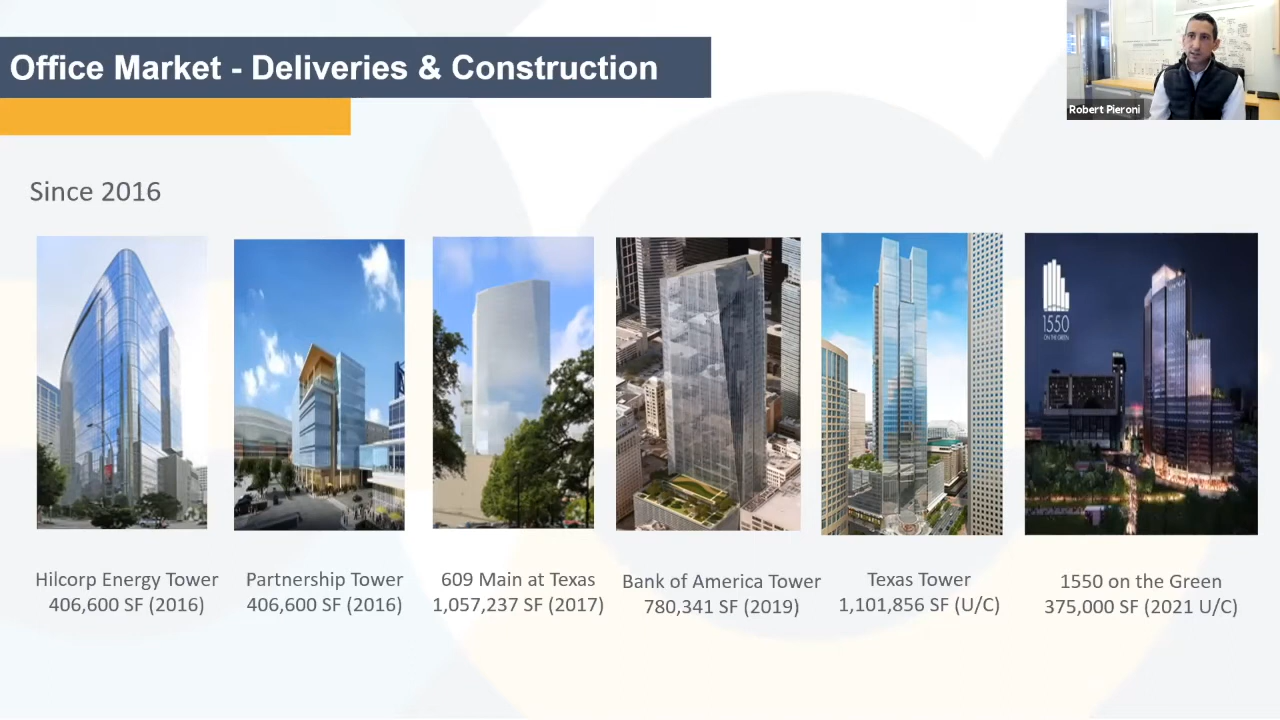 Office Market - Deliveries & Construction
Robert Pieroni
Since 2016
1550
ON THE GREEN
Hilcorp Energy Tower
406,600 SF (2016)
Partnership Tower
406,600 SF (2016)
609 Main at Texas
1,057,237 SF (2017)
Bank of America Tower
780,341 SF (2019)
Texas Tower
1,101,856 SF (U/C)
1550 on the Green
375,000 SF (2021 U/C)